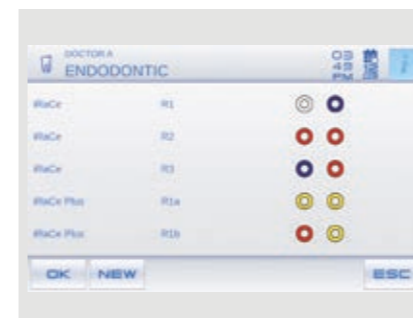 DOCTOR A
ENDODONTIC
03
49
PM
iRaCe R1
iRaCe R2
iRaCe R3
iRaCe Plus R1a
iRaCe Plus R1b
OK NEW ESC